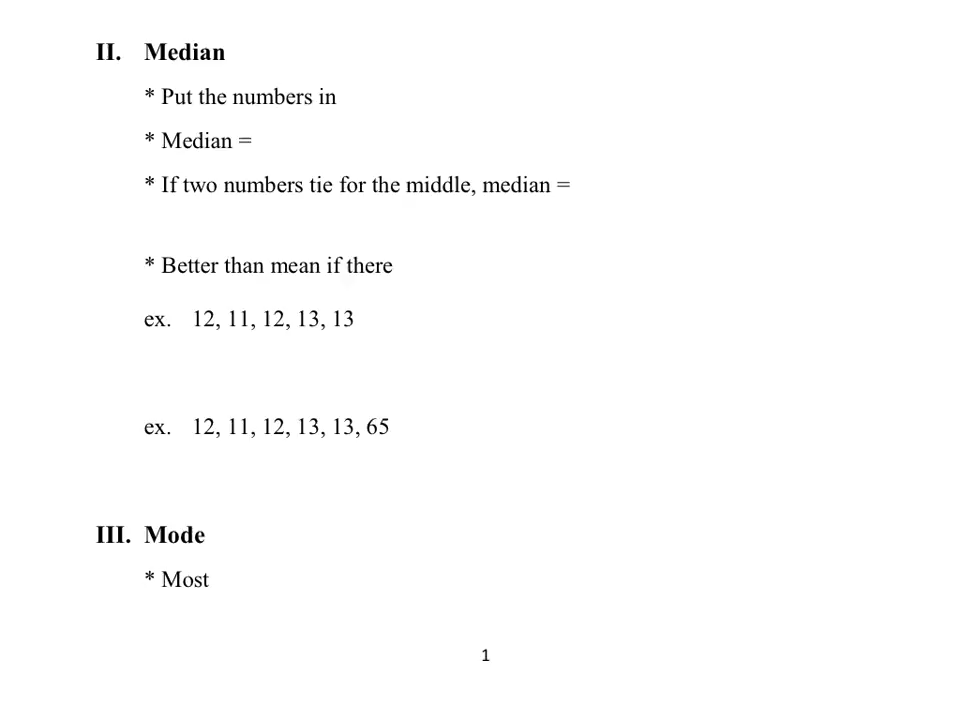 II. Median
* Put the numbers in
* Median =
* If two numbers tie for the middle, median =
* Better than mean if there
ex. 12, 11, 12, 13, 13
ex. 12, 11, 12, 13, 13, 65
III. Mode
* Most
1